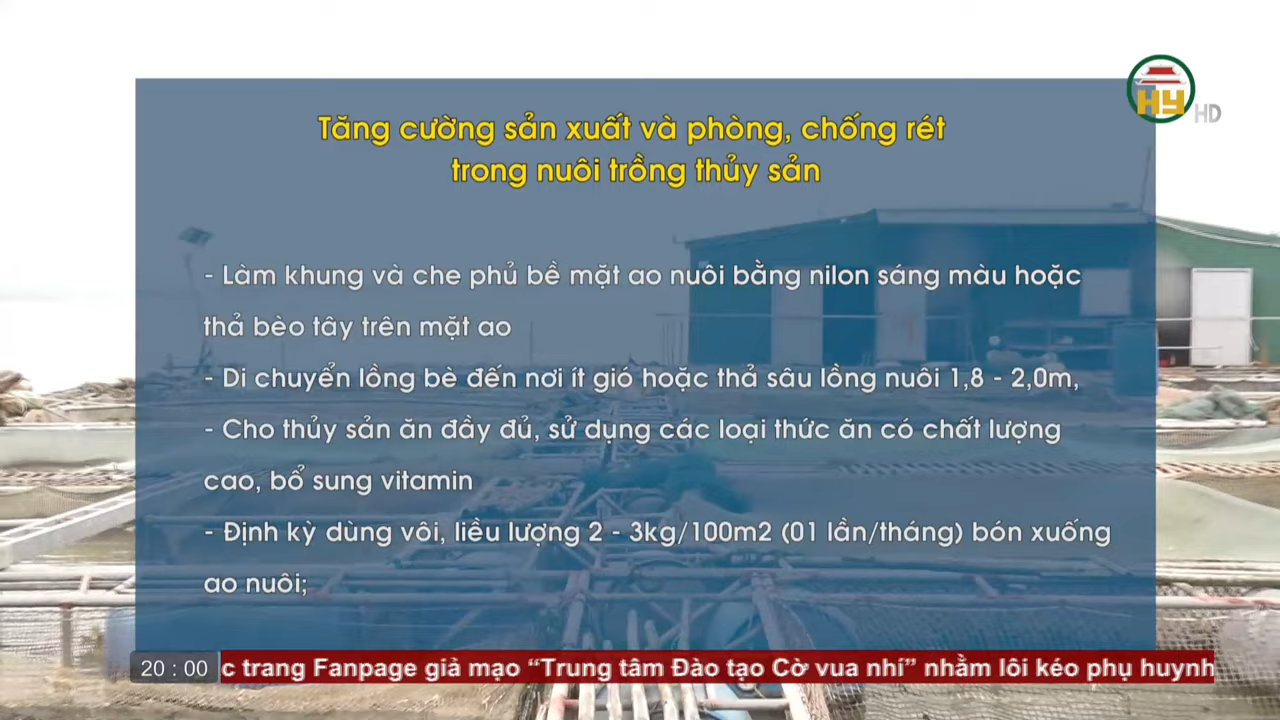 HY HD
Tăng cường sản xuất và phòng, chống rét
trong nuôi trồng thủy sản
- Làm khung và che phủ bề mặt ao nuôi bằng nilon sáng màu hoặc
thả bèo tây trên mặt ao
- Di chuyển lồng bè đến nơi ít gió hoặc thả sâu lồng nuôi 1,8 - 2,0m,
- Cho thủy sản ăn đầy đủ, sử dụng các loại thức ăn có chất lượng
cao, bổ sung vitamin
- Định kỳ dùng vôi, liều lượng 2 - 3kg/100m2 (01 lần/tháng) bón xuống
ao nuôi;
20 : 00 c trang Fanpage giả mạo “Trung tâm Đào tạo Cờ vua nhí” nhằm lôi kéo phụ huynh